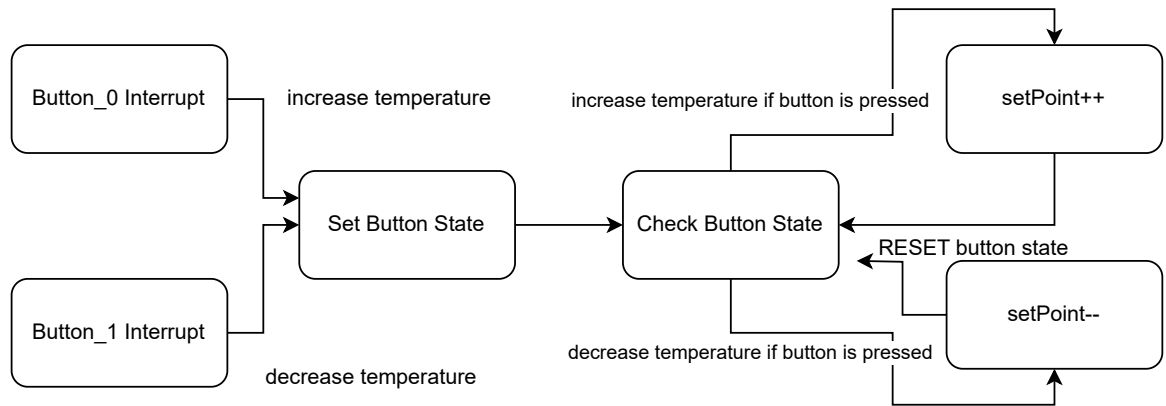 Button_0 Interrupt
increase temperature
increase temperature if button is pressed
setPoint++
Set Button State
Check Button State
RESET button state
Button_1 Interrupt
setPoint--
decrease temperature if button is pressed
decrease temperature